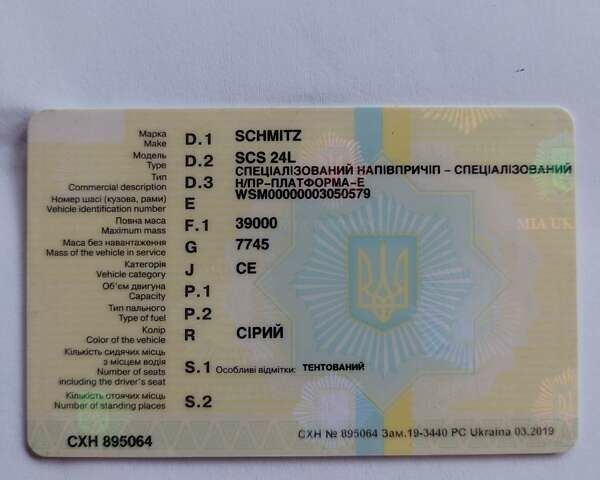 Марка
Make D.1 SCHMITZ
Модель
Type D.2 SCS 24L
Тип
Commercial description D.3 СПЕЦІАЛІЗОВАНИЙ НАПІВПРИЧІП – СПЕЦІАЛІЗОВАНИЙ
Н/ПР–ПЛАТФОРМА–Е
Номер шасі (кузова, рами)
Vehicle identification number E WSM00000003050579
Повна маса
Maximum mass F.1 39000
Маса без навантаження
Mass of the vehicle in service G 7745
Категорія
Vehicle category J CE
Об'єм двигуна
Capacity P.1
Тип пального
Type of fuel P.2
Колір
Color of the vehicle R СІРИЙ
Кількість сидячих місць
з місцем водія
Number of seats
including the driver's seat S.1 Особливі відмітки: ТЕНТОВАНИЙ
Кількість стоячих місць
Number of standing places S.2
MIA UK
СХН 895064
СХН № 895064 Зам.19-3440 РС Ukraina 03.2019